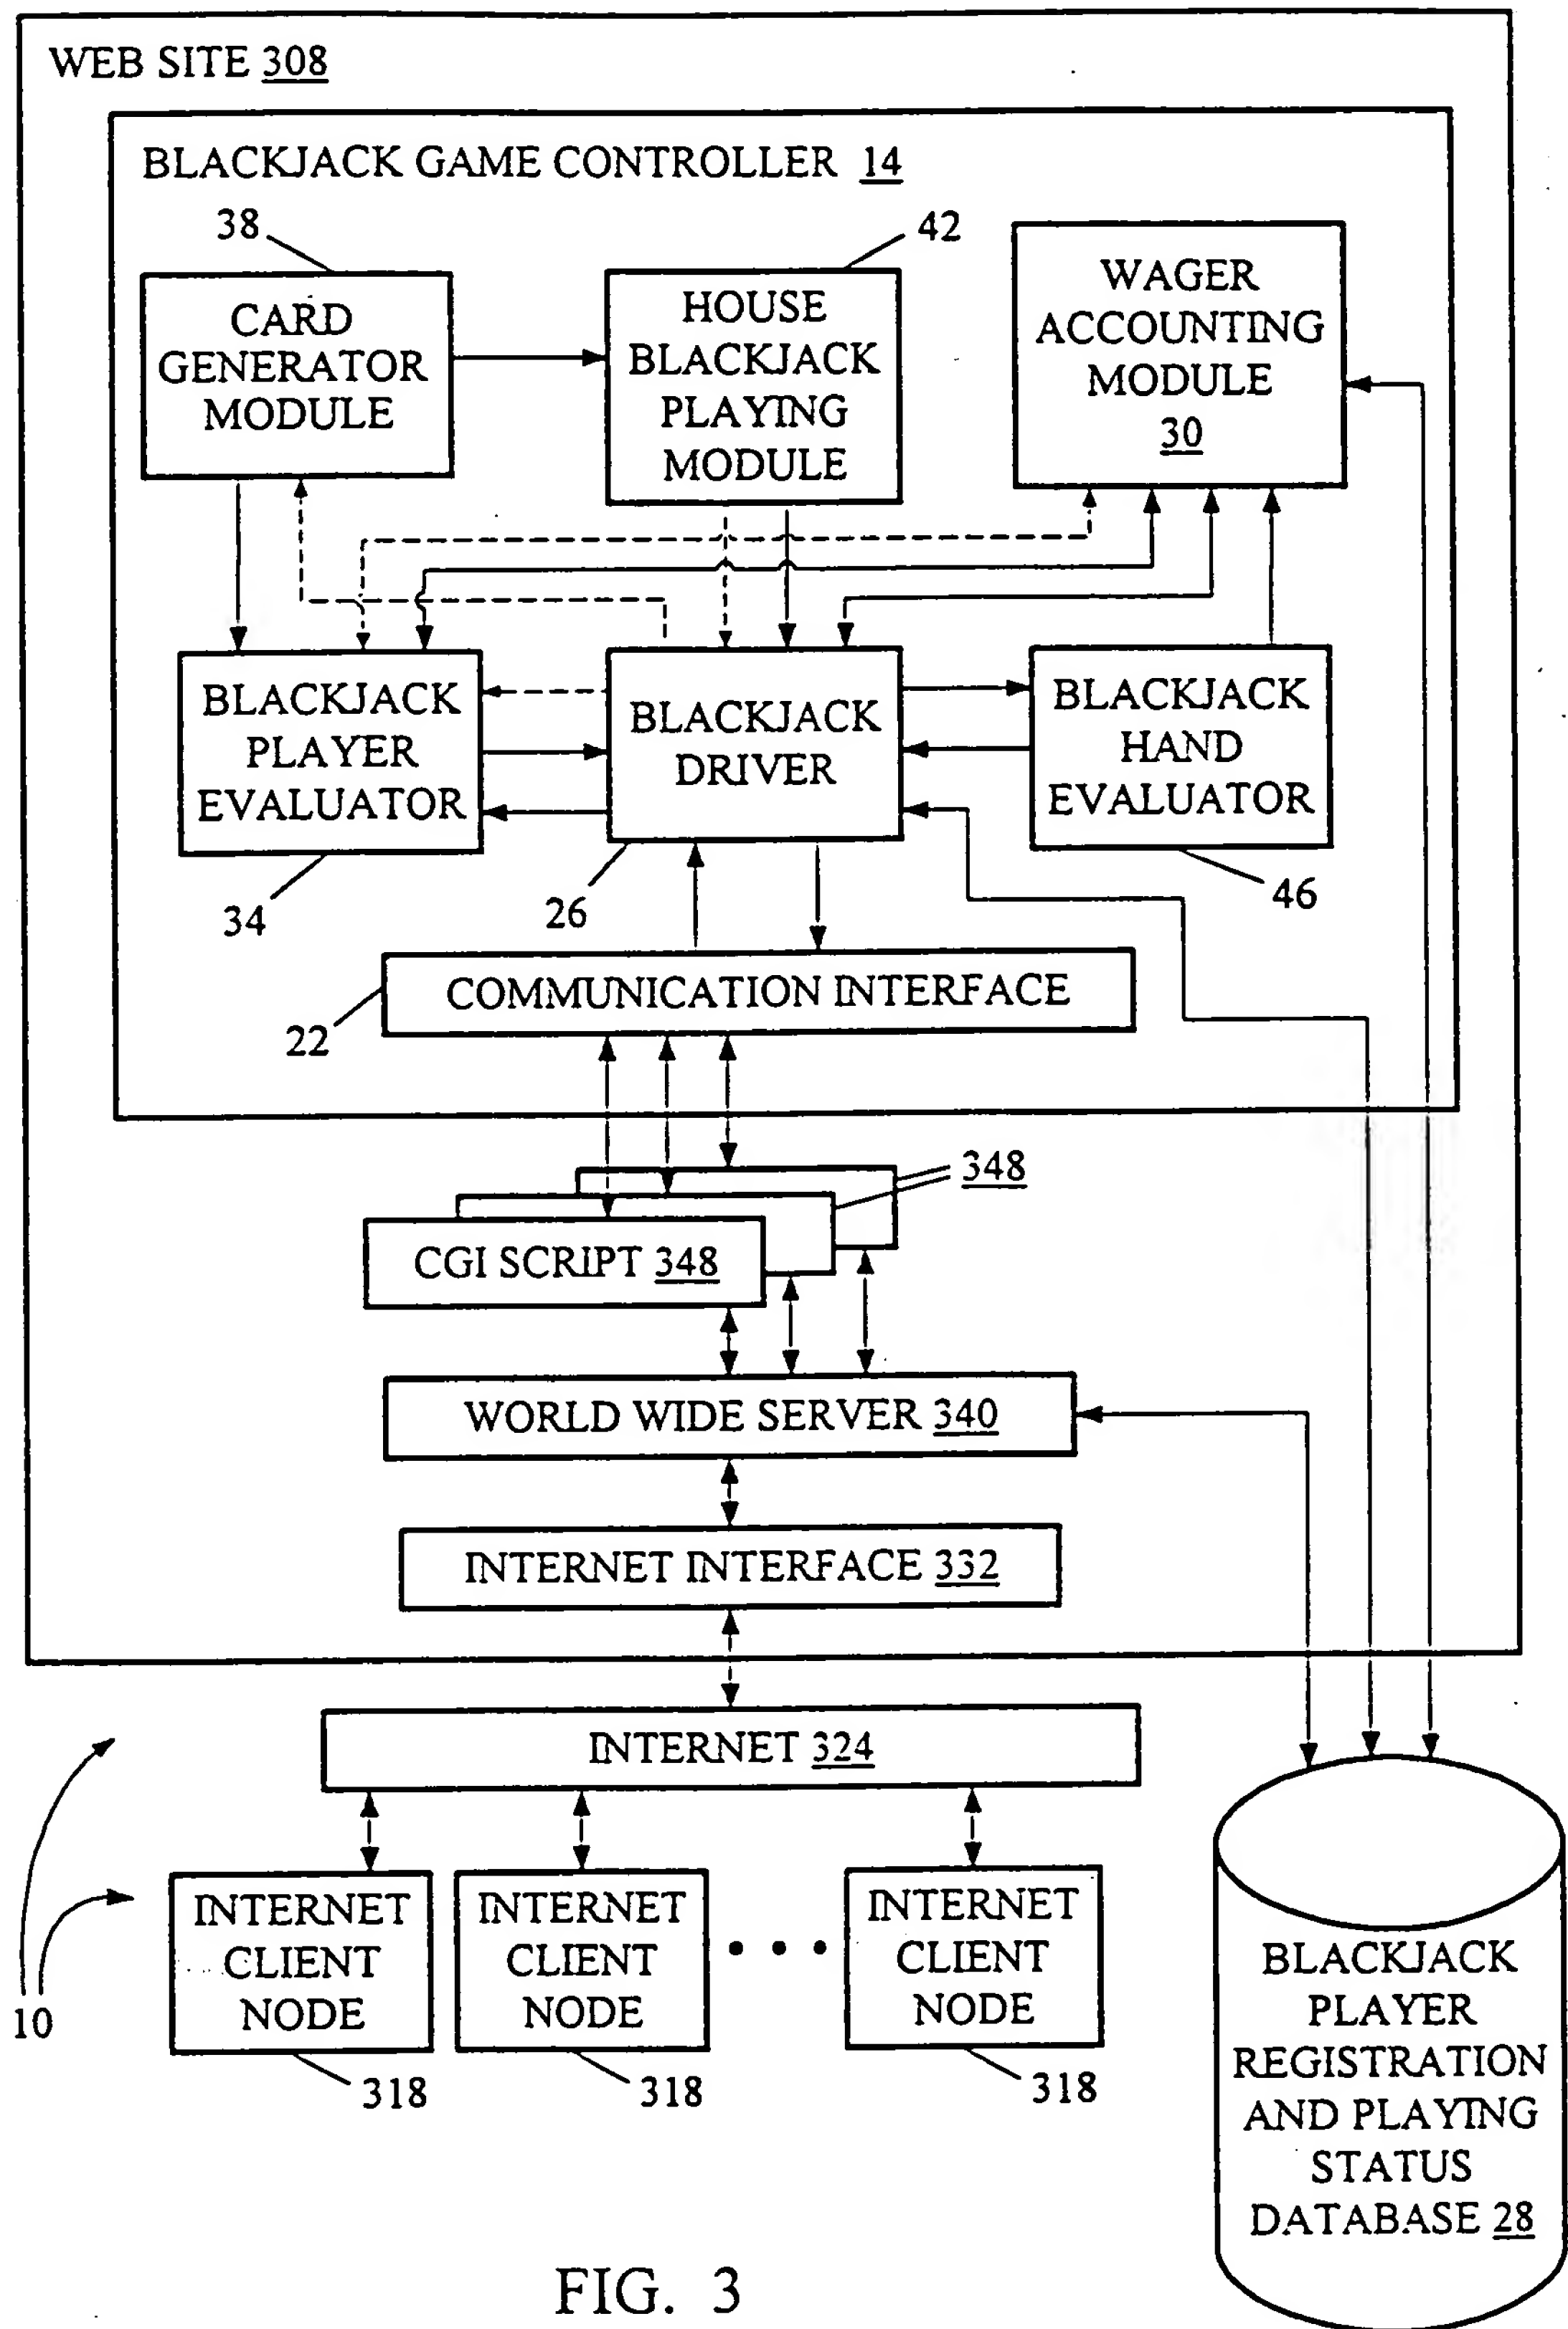 WEB SITE 308
BLACKJACK GAME CONTROLLER 14
38
42
CARD
GENERATOR
MODULE
HOUSE
BLACKJACK
PLAYING
MODULE
WAGER
ACCOUNTING
MODULE
30
BLACKJACK
PLAYER
EVALUATOR
BLACKJACK
DRIVER
BLACKJACK
HAND
EVALUATOR
34
26
46
COMMUNICATION INTERFACE
22
348
CGI SCRIPT 348
WORLD WIDE SERVER 340
INTERNET INTERFACE 332
INTERNET 324
INTERNET
CLIENT
NODE
INTERNET
CLIENT
NODE
INTERNET
CLIENT
NODE
10
318
318
318
BLACKJACK
PLAYER
REGISTRATION
AND PLAYING
STATUS
DATABASE 28
FIG. 3